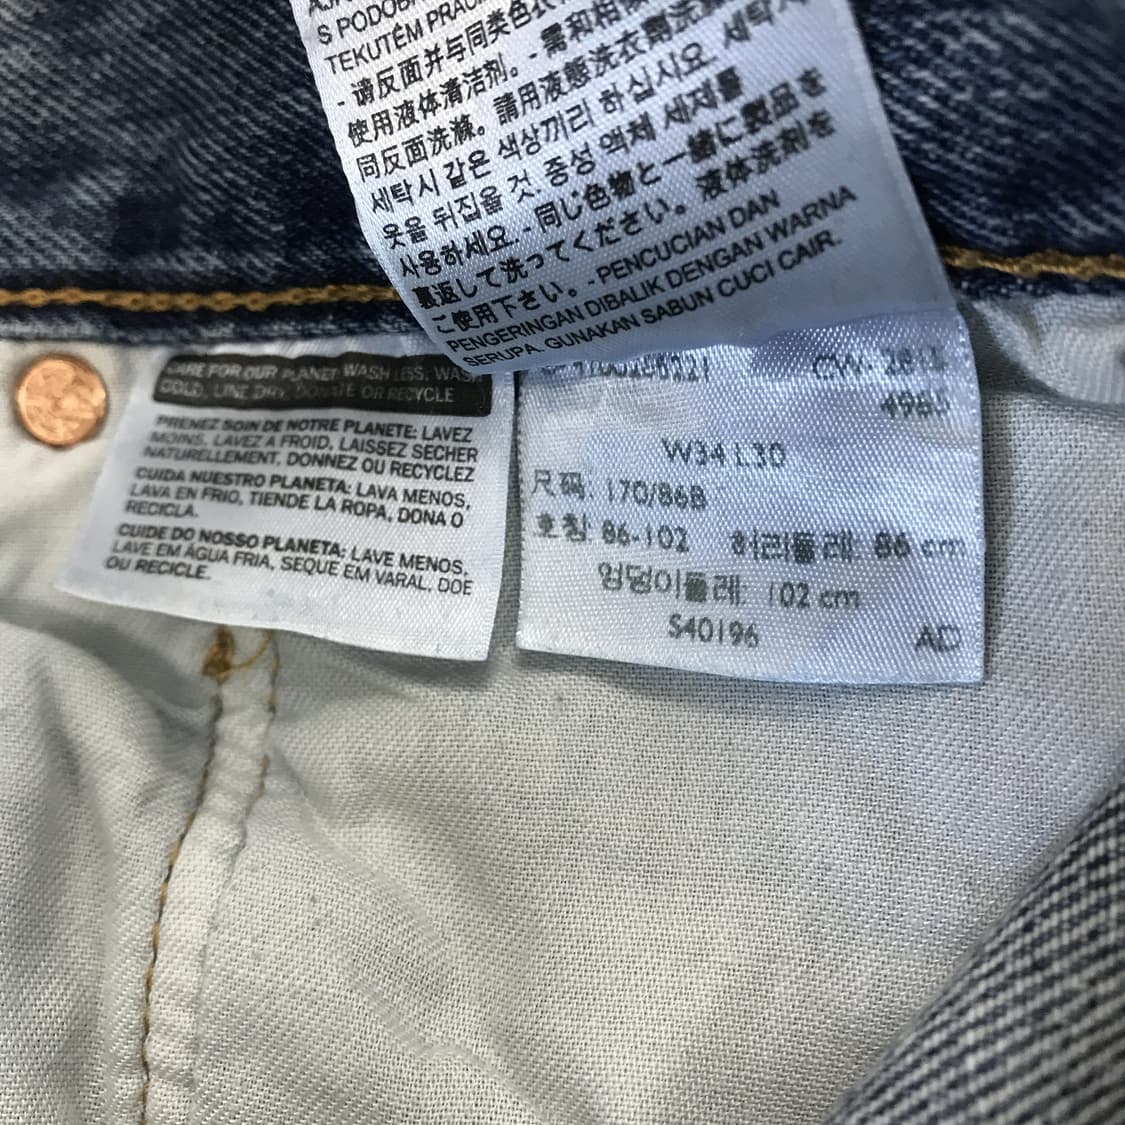 S PODOBN
TEKUTÉM PRAC
- 请反面并与同类色衣
使用液体清洁剂。- 需和相
同反面洗滌。請用液態洗衣劑洗滌
세탁시 같은 색상끼리 하십시오. 세탁시
옷을 뒤집을 것. 중성 액체 세제를
사용하세요. - 同じ色物と一緒に製品を
裏返して洗ってください。液体洗剤を
ご使用下さい。- PENCUCIAN DAN
PENGERINGAN DIBALIK DENGAN WARNA
SERUPA. GUNAKAN SABUN CUCI CAIR.
CARE FOR OUR PLANET WASH LESS, WASH
COLD, LINE DRY, DONATE OR RECYCLE
PRENEZ SOIN DE NOTRE PLANETE: LAVEZ
MOINS, LAVEZ A FROID, LAISSEZ SECHER
NATURELLEMENT, DONNEZ OU RECYCLEZ
CUIDA NUESTRO PLANETA: LAVA MENOS,
LAVA EN FRIO, TIENDE LA ROPA, DONA O
RECICLA.
CUIDE DO NOSSO PLANETA: LAVE MENOS,
LAVE EM ÁGUA FRIA, SEQUE EM VARAL, DOE
OU RECICLE.
4965
W34 L30
尺码: 170/86B
호칭: 86-102 허리둘레: 86 cm
엉덩이둘레: 102 cm
S40196 AD